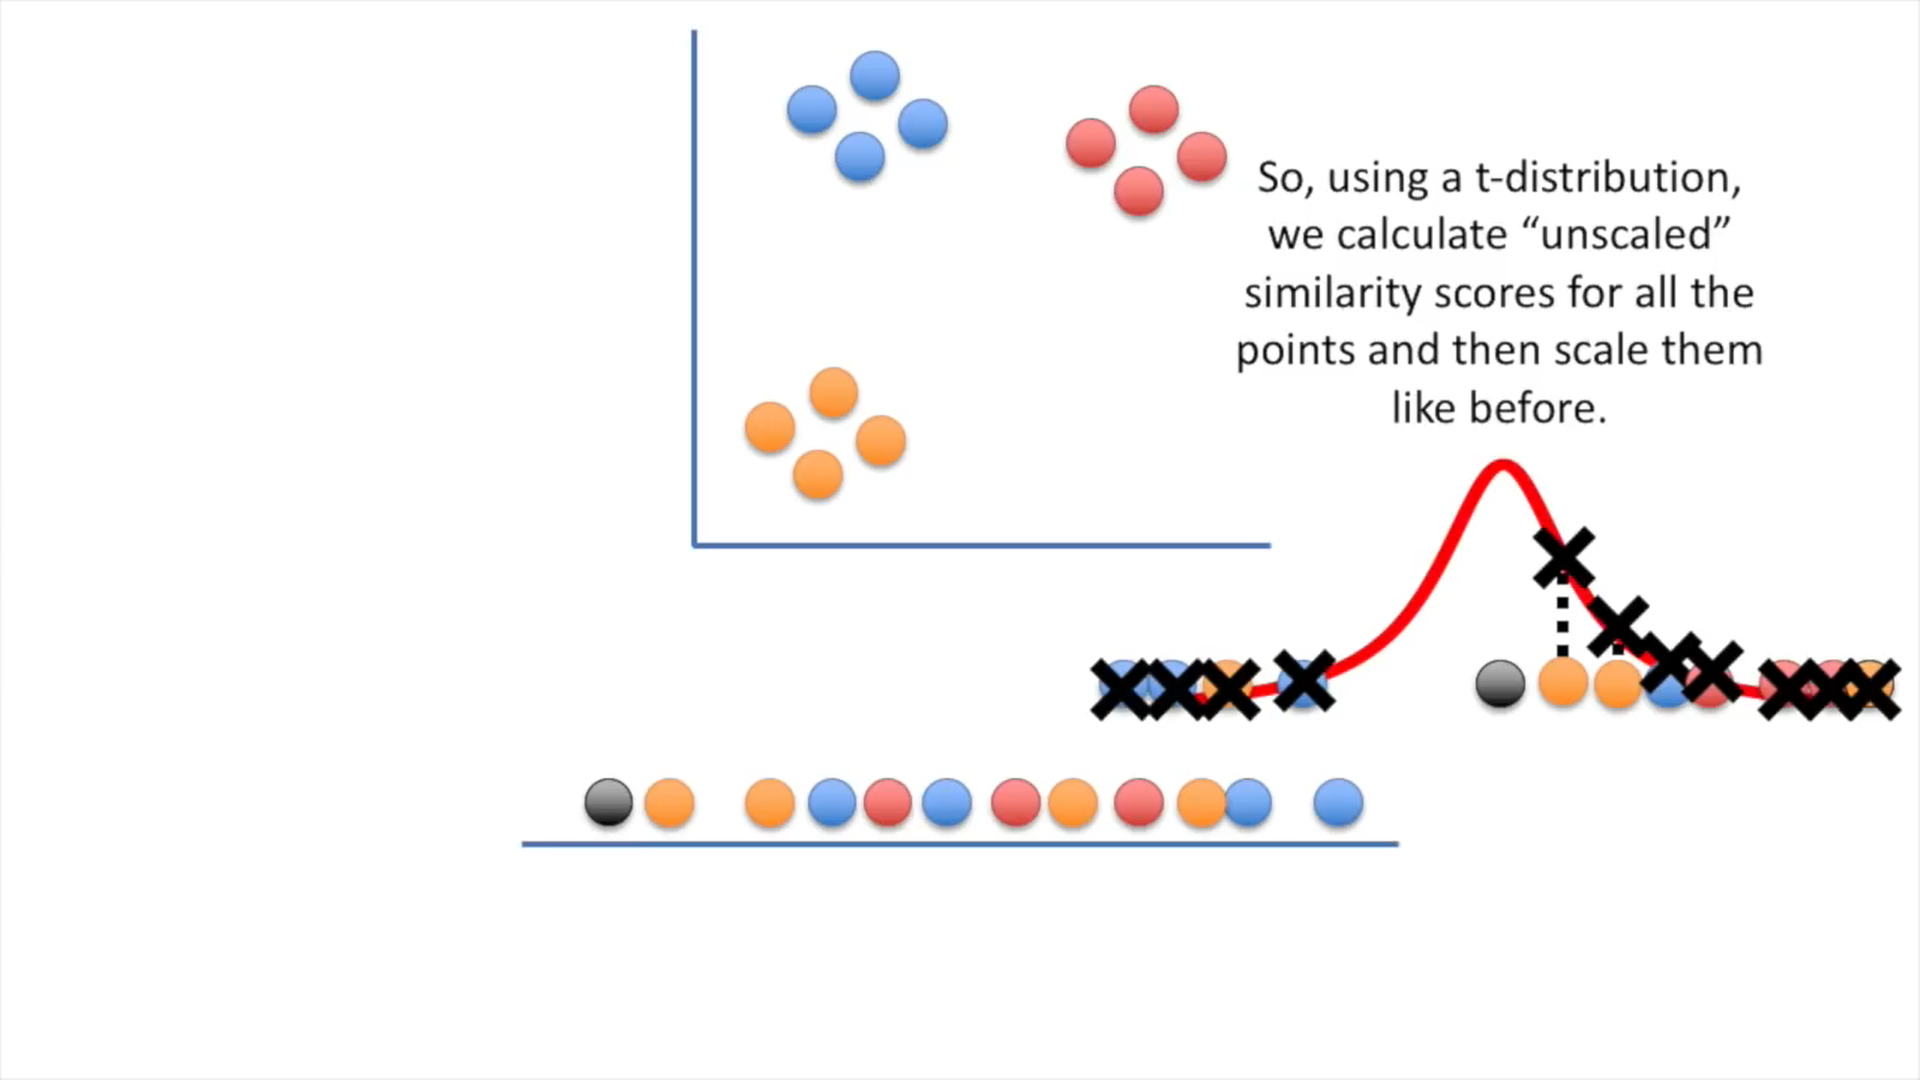 So, using a t-distribution,
we calculate “unscaled”
similarity scores for all the
points and then scale them
like before.